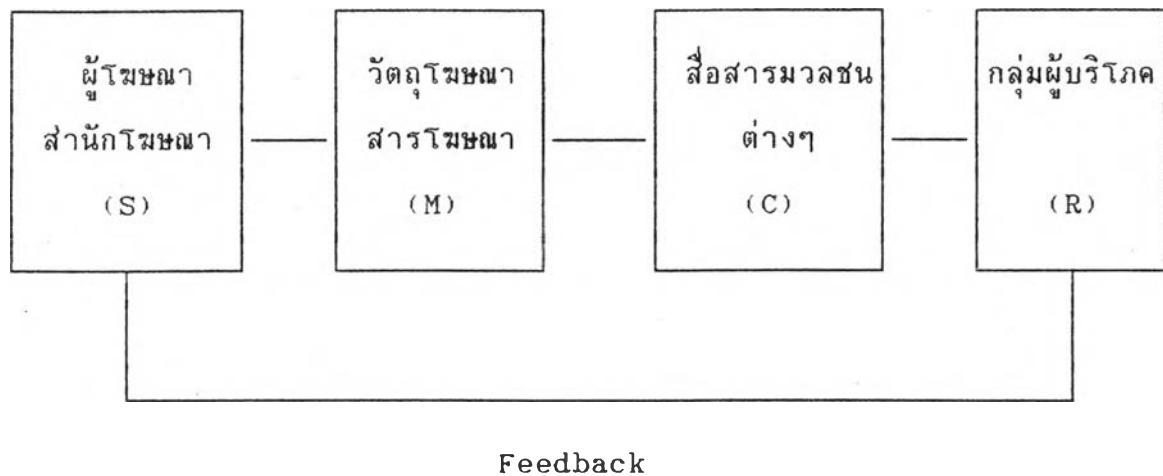 ผู้โฆษณา
สำนักโฆษณา
(S)
วัตถุโฆษณา
สารโฆษณา
(M)
สื่อสารมวลชน
ต่างๆ
(C)
กลุ่มผู้บริโภค
(R)
Feedback